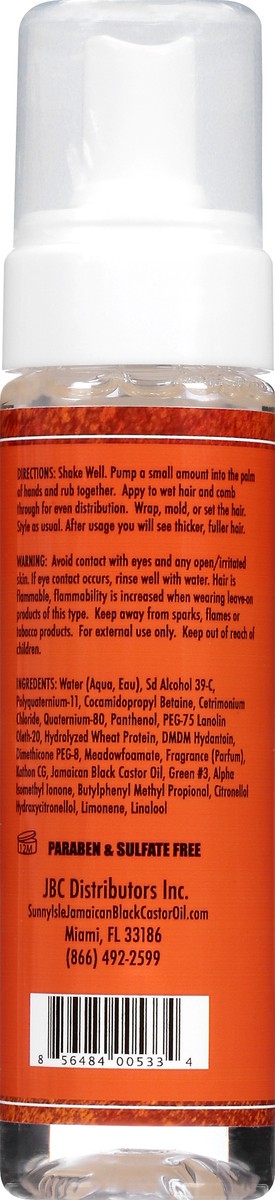 DIRECTIONS: Shake Well. Pump a small amount into the palm
of hands and rub together. Appy to wet hair and comb
through for even distribution. Wrap, mold, or set the hair.
Style as usual. After usage you will see thicker, fuller hair.
WARNING: Avoid contact with eyes and any open/irritated
skin. If eye contact occurs, rinse well with water. Hair is
Flammable, flammability is increased when wearing leave-on
products of this type. Keep away from sparks, flames or
tobacco products. For external use only. Keep out of reach of
children.
INGREDENTS: Water (Aqua, Eau), Sd Alcohol 39-C,
Polyquaternium-11, Cocamidopropyl Betaine, Cetrimonium
Chloride, Quaternium-80, Panthenol, PEG-75 Lanolin
Oleth-20, Hydrolyzed Wheat Protein, DMDM Hydantoin,
Dimethicone PEG-8, Meadowfoamate, Fragrance (Parfum),
Kathon CG, Jamaican Black Castor Oil, Green #3, Alpha
Isomethyl Ionone, Butylphenyl Methyl Propional, Citronellol
Hydroxycitronellol, Limonene, Linalool
12M PARABEN & SULFATE FREE
JBC Distributors Inc.
SunnyIsleJamaicanBlackCastorOil.com
Miami, FL 33186
(866) 492-2599
8 56484 00533 4